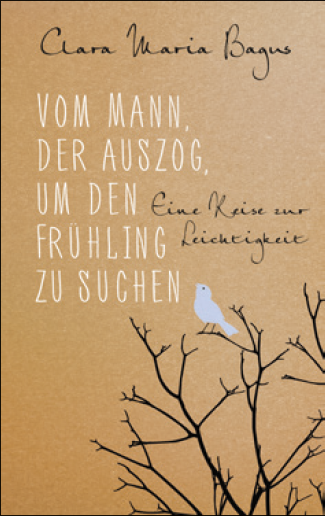 Clara Maria Bagus
VOM MANN,
DER AUSZOG,
UM DEN
FRÜHLING
ZU SUCHEN
Eine Reise zur
Leichtigkeit